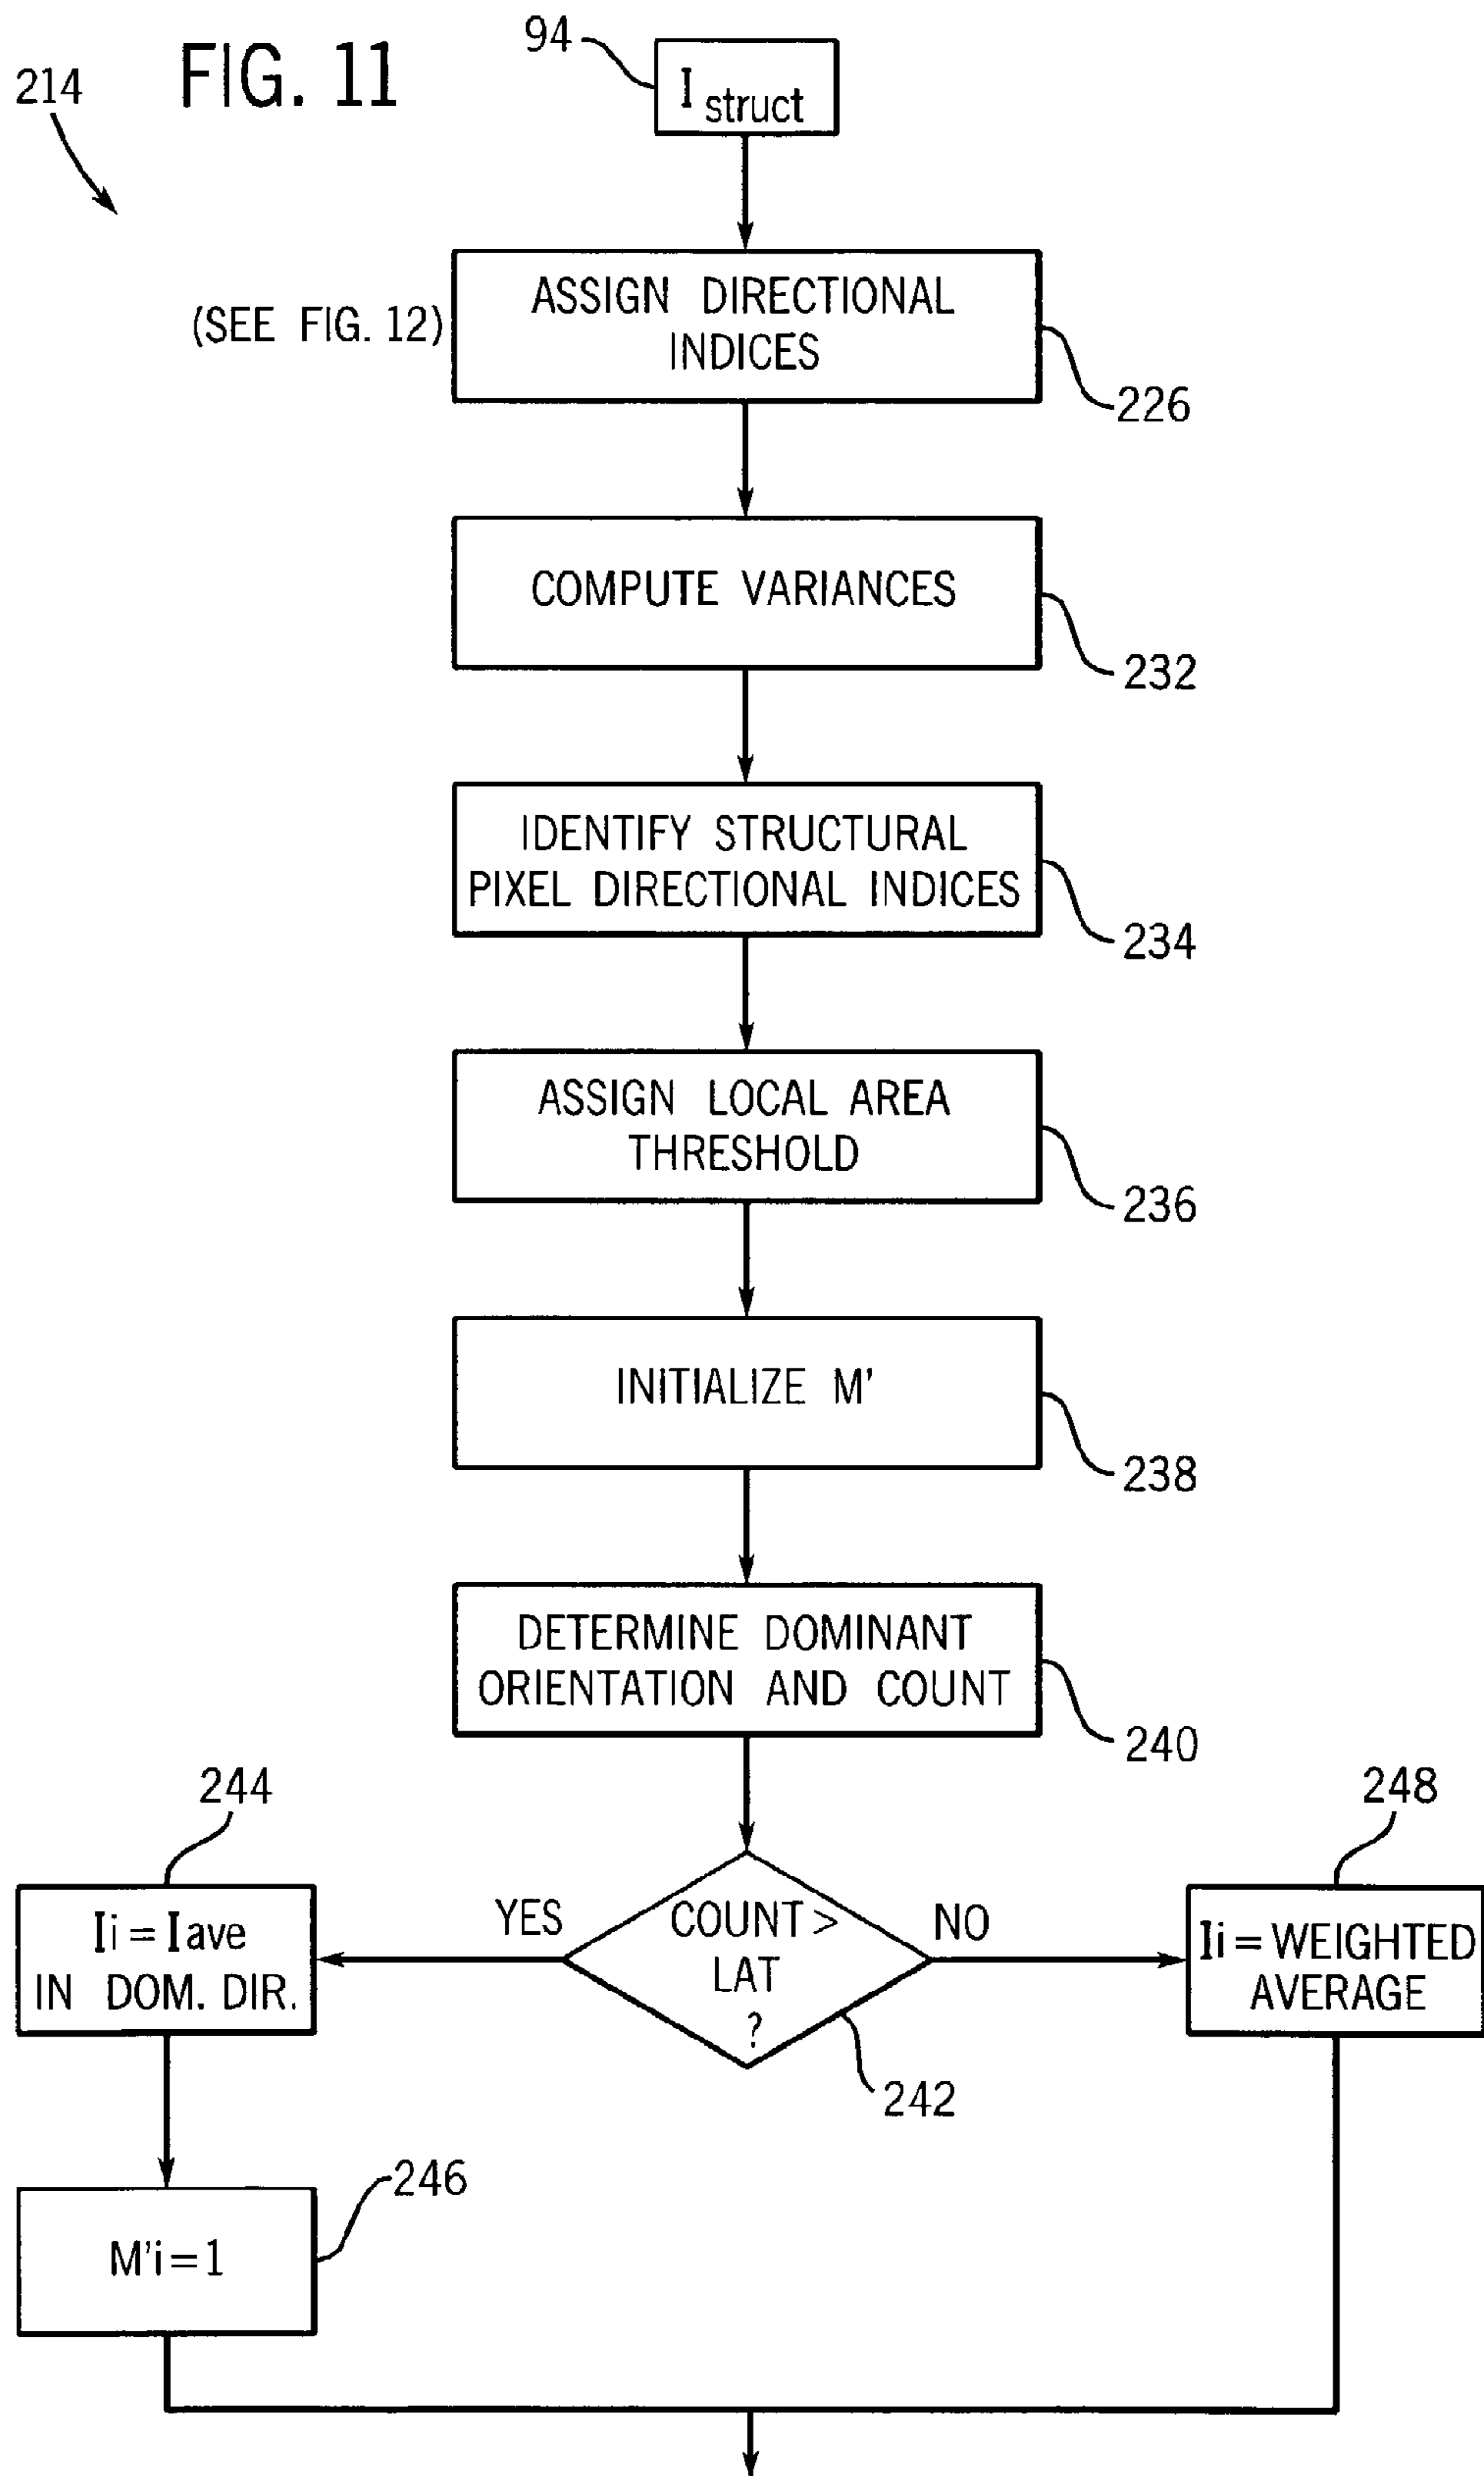 FIG. 11
214
94
I struct
(SEE FIG. 12)
ASSIGN DIRECTIONAL
INDICES
226
COMPUTE VARIANCES
232
IDENTIFY STRUCTURAL
PIXEL DIRECTIONAL INDICES
234
ASSIGN LOCAL AREA
THRESHOLD
236
INITIALIZE M'
238
DETERMINE DOMINANT
ORIENTATION AND COUNT
240
244
248
Ii = Iave
IN DOM. DIR.
YES
COUNT >
LAT
?
NO
Ii = WEIGHTED
AVERAGE
242
246
M'i = 1